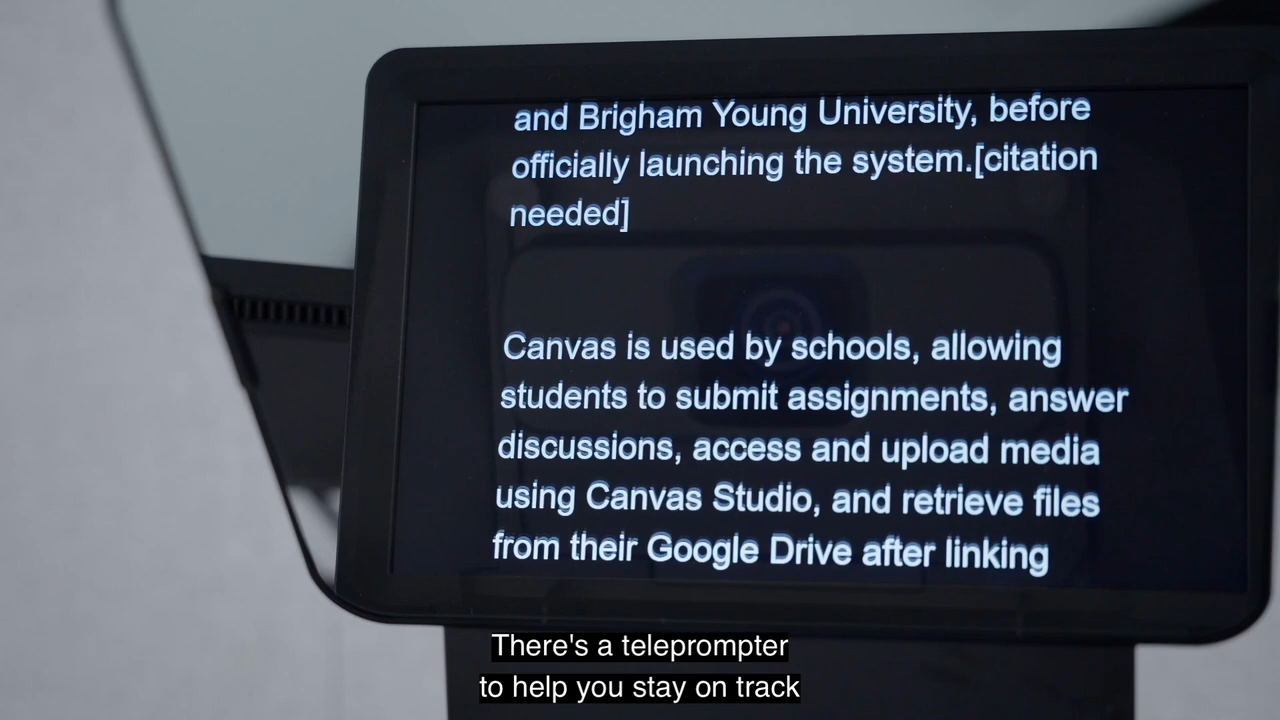 and Brigham Young University, before
officially launching the system.[citation
needed]
Canvas is used by schools, allowing
students to submit assignments, answer
discussions, access and upload media
using Canvas Studio, and retrieve files
from their Google Drive after linking
There's a teleprompter
to help you stay on track